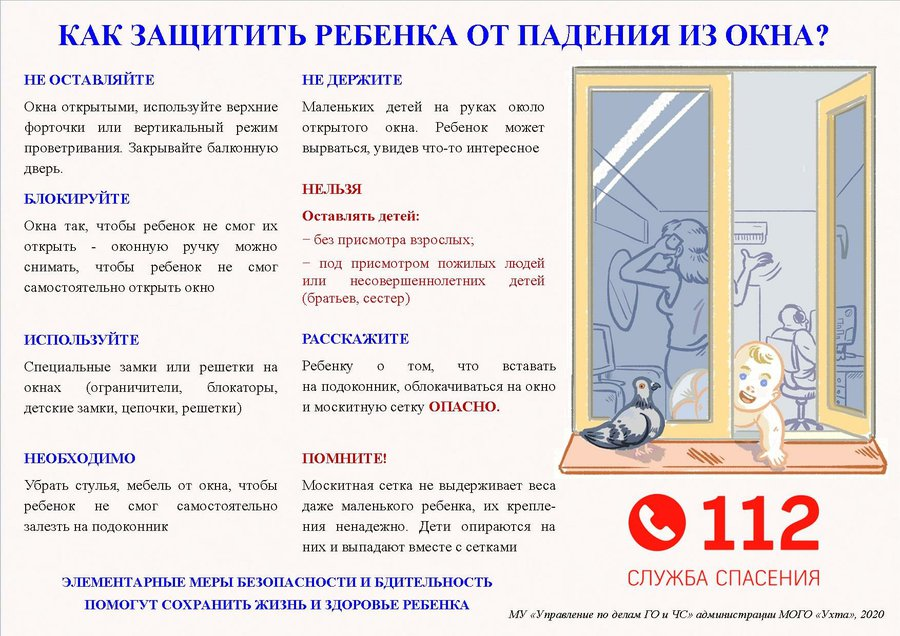 КАК ЗАЩИТИТЬ РЕБЕНКА ОТ ПАДЕНИЯ ИЗ ОКНА?
НЕ ОСТАВЛЯЙТЕ
Окна открытыми, используйте верхние
форточки или вертикальный режим
проветривания. Закрывайте балконную
дверь.
БЛОКИРУЙТЕ
Окна так, чтобы ребенок не смог их
открыть - оконную ручку можно
снимать, чтобы ребенок не смог
самостоятельно открыть окно
ИСПОЛЬЗУЙТЕ
Специальные замки или решетки на
окнах (ограничители, блокаторы,
детские замки, цепочки, решетки)
НЕОБХОДИМО
Убрать стулья, мебель от окна, чтобы
ребенок не смог самостоятельно
залезть на подоконник
НЕ ДЕРЖИТЕ
Маленьких детей на руках около
открытого окна. Ребенок может
вырваться, увидев что-то интересное
НЕЛЬЗЯ
Оставлять детей:
− без присмотра взрослых;
− под присмотром пожилых людей
или несовершеннолетних детей
(братьев, сестер)
РАССКАЖИТЕ
Ребенку о том, что вставать
на подоконник, облокачиваться на окно
и москитную сетку ОПАСНО.
ПОМНИТЕ!
Москитная сетка не выдерживает веса
даже маленького ребенка, их крепле-
ния ненадежно. Дети опираются на
них и выпадают вместе с сетками
ЭЛЕМЕНТАРНЫЕ МЕРЫ БЕЗОПАСНОСТИ И БДИТЕЛЬНОСТЬ
ПОМОГУТ СОХРАНИТЬ ЖИЗНЬ И ЗДОРОВЬЕ РЕБЕНКА
112
СЛУЖБА СПАСЕНИЯ
МУ «Управление по делам ГО и ЧС» администрации МОГО «Ухта», 2020